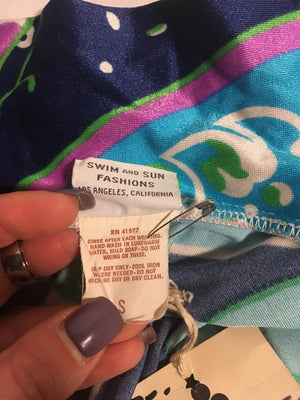 SWIM AND SUN
FASHIONS
LOS ANGELES, CALIFORNIA
RN 41977
RINSE AFTER EACH WEARING.
HAND WASH IN LUKEWARM
WATER, MILD SOAP-DO NOT
WRING OR TWIST.
DRIP DRY ONLY-COOL IRON
WHERE NEEDED-DO NOT
MACHINE DRY OR DRY CLEAN.
S